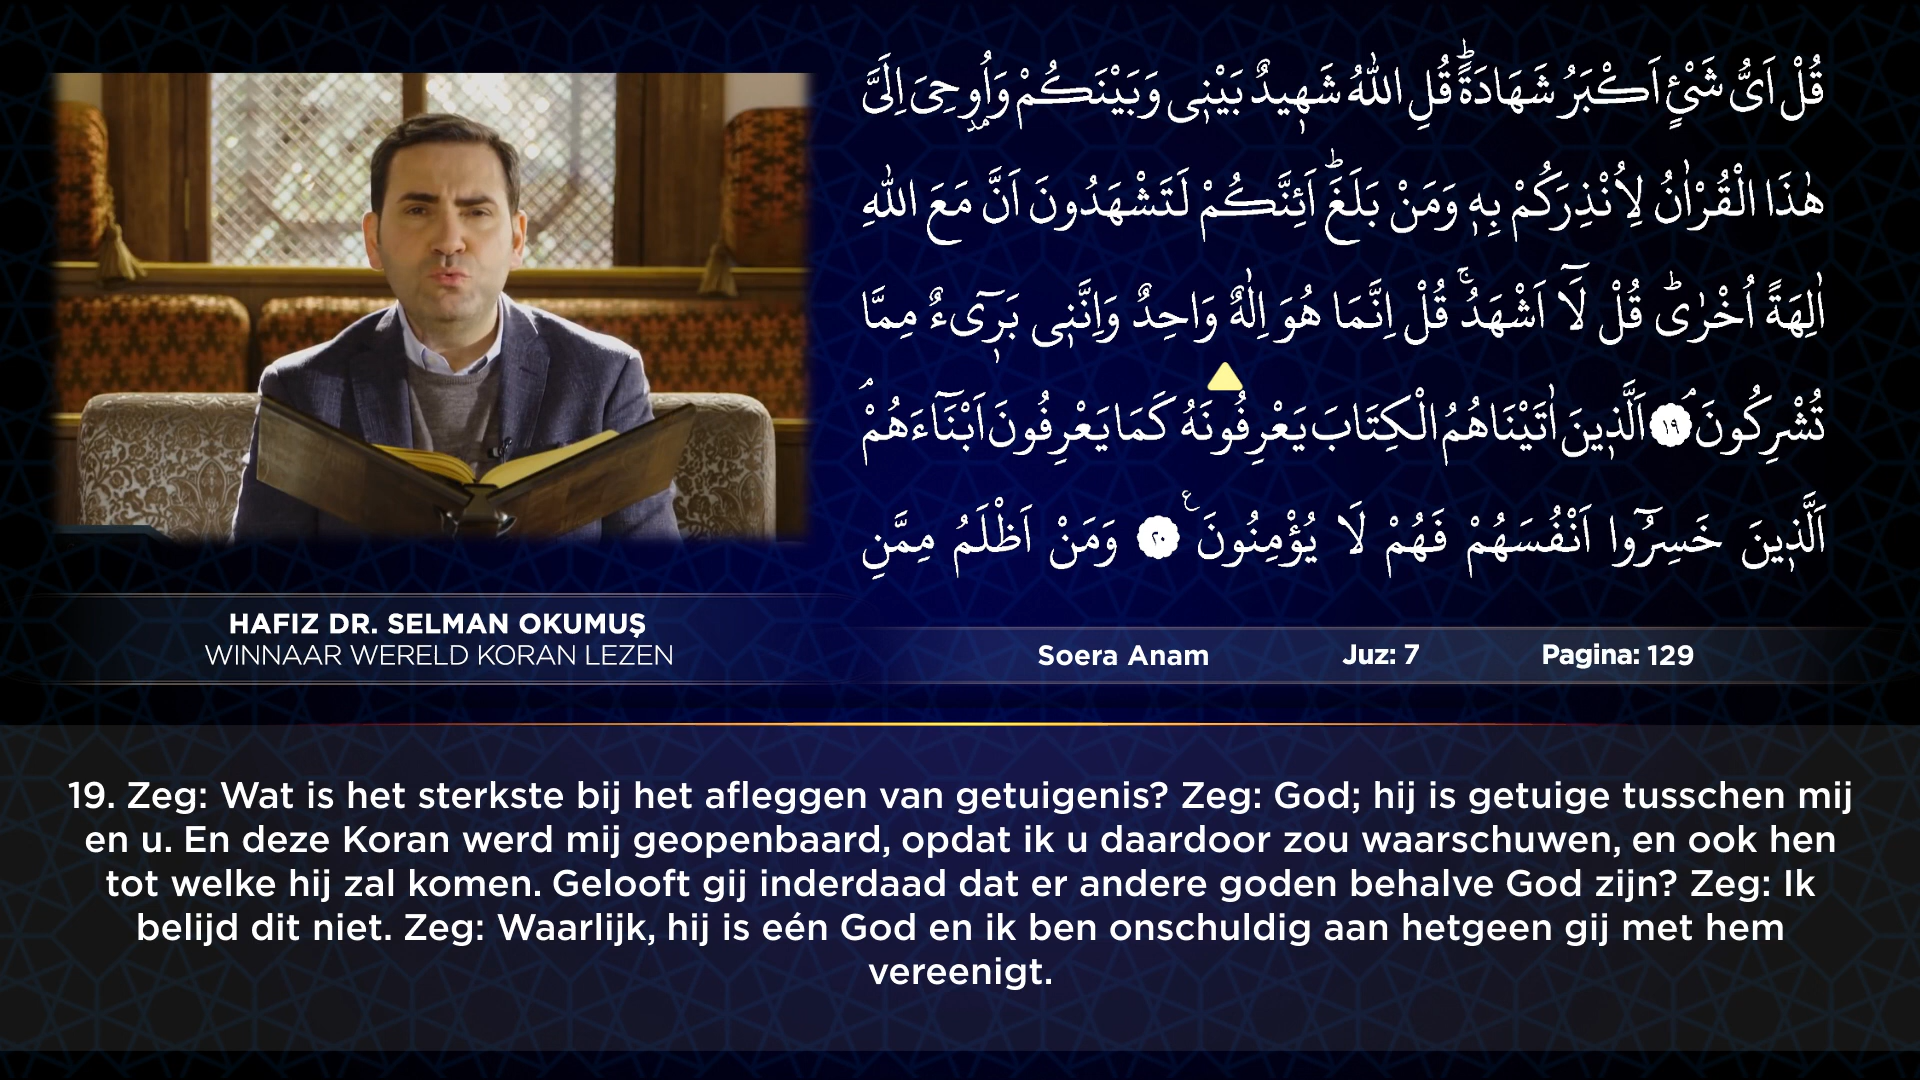 قُلْ اَىُّ شَىْءٍ اَكْبَرُ شَهَادَةًۜ قُلِ اللّٰهُ شَه۪يدٌ بَيْن۪ى وَبَيْنَكُمْ وَاُو۫حِىَ اِلَىَّ
هٰذَا الْقُرْاٰنُ لِاُنْذِرَكُمْ بِه۪ وَمَنْ بَلَغَۜ اَئِنَّكُمْ لَتَشْهَدُونَ اَنَّ مَعَ اللّٰهِ
اٰلِهَةً اُخْرٰىۜ قُلْ لَٓا اَشْهَدُۚ قُلْ اِنَّمَا هُوَ اِلٰهٌ وَاحِدٌ وَاِنَّن۪ى بَر۪ٓىءٌ مِمَّا
تُشْرِكُونَۢ ١٩ اَلَّذ۪ينَ اٰتَيْنَاهُمُ الْكِتَابَ يَعْرِفُونَهُ كَمَا يَعْرِفُونَ اَبْنَٓاءَهُمْۢ
اَلَّذ۪ينَ خَسِرُٓوا اَنْفُسَهُمْ فَهُمْ لَا يُؤْمِنُونَ ع ٢٠ وَمَنْ اَظْلَمُ مِمَّنِ
HAFIZ DR. SELMAN OKUMUŞ
WINNAAR WERELD KORAN LEZEN
Soera Anam Juz: 7 Pagina: 129
19. Zeg: Wat is het sterkste bij het afleggen van getuigenis? Zeg: God; hij is getuige tusschen mij
en u. En deze Koran werd mij geopenbaard, opdat ik u daardoor zou waarschuwen, en ook hen
tot welke hij zal komen. Gelooft gij inderdaad dat er andere goden behalve God zijn? Zeg: Ik
belijd dit niet. Zeg: Waarlijk, hij is eén God en ik ben onschuldig aan hetgeen gij met hem
vereenigt.